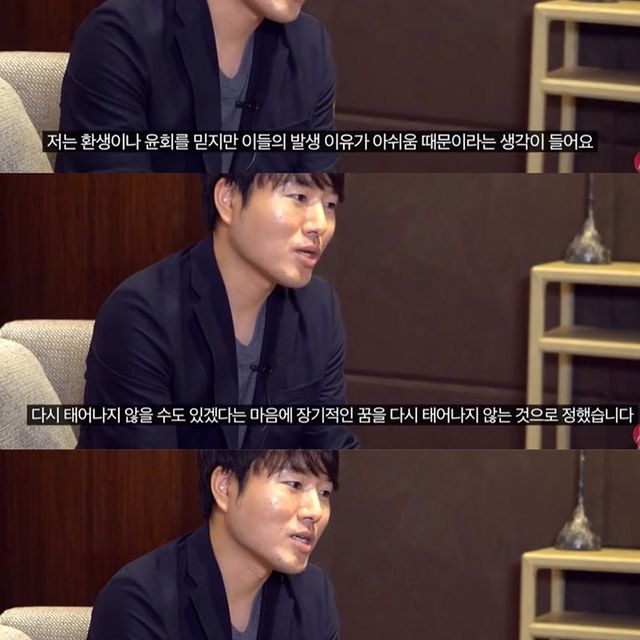 저는 환생이나 윤회를 믿지만 이들의 발생 이유가 아쉬움 때문이라는 생각이 들어요
다시 태어나지 않을 수도 있겠다는 마음에 장기적인 꿈을 다시 태어나지 않는 것으로 정했습니다